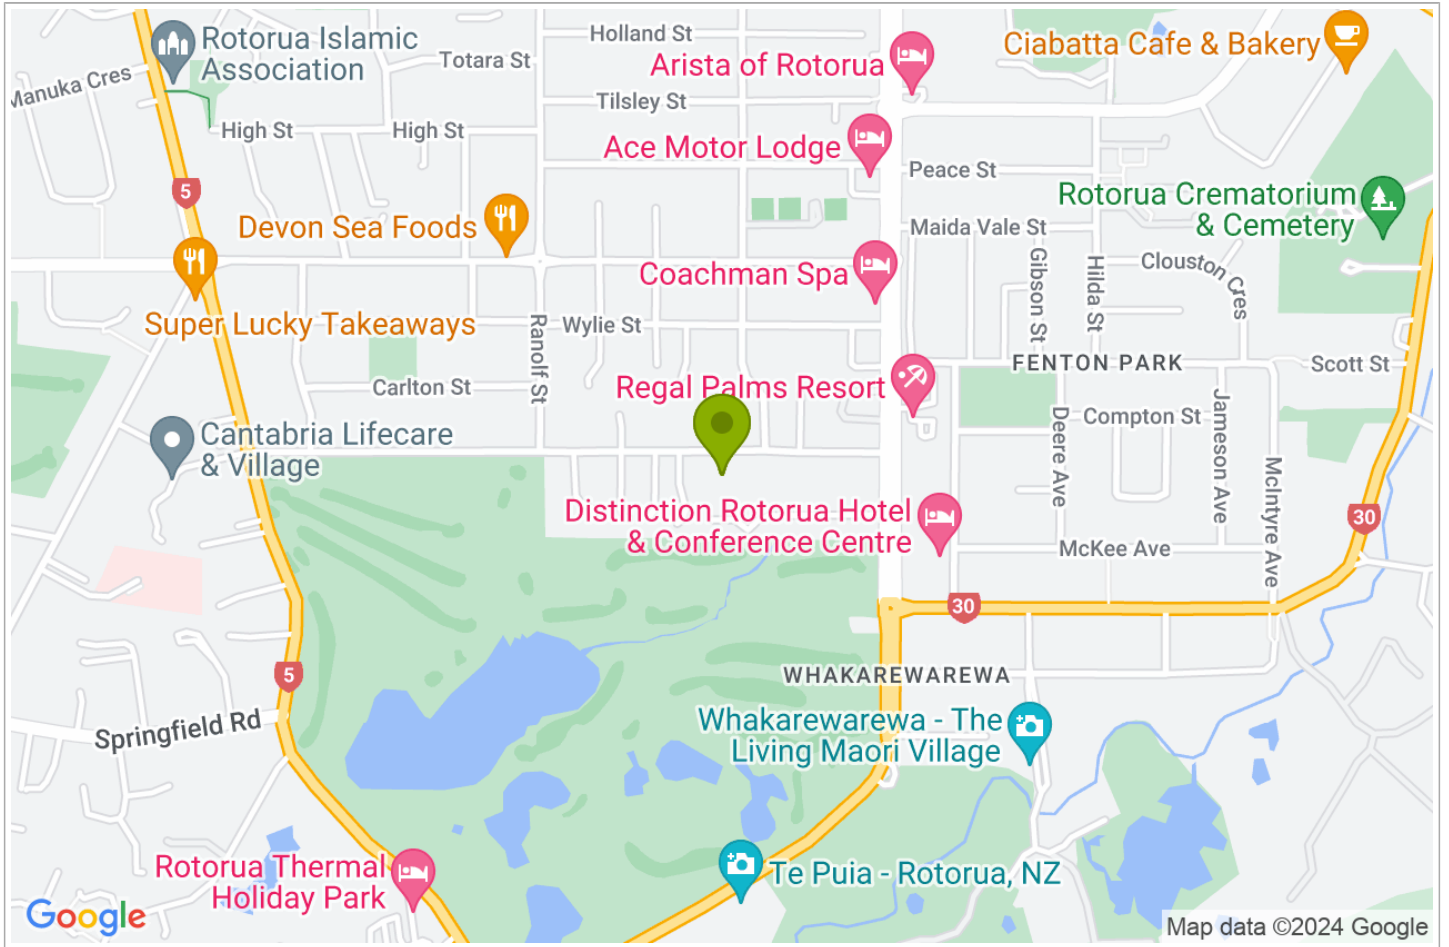 Rotorua Islamic
Association
Totara St
Holland St
Arista of Rotorua
Ciabatta Cafe & Bakery
Manuka Cres
Tilsley St
High St
High St
Ace Motor Lodge
Peace St
5
Rotorua Crematorium
& Cemetery
Devon Sea Foods
Maida Vale St
Coachman Spa
Gibson St
Hilda St
Clouston Cres
Super Lucky Takeaways
Ranolf St
Wylie St
FENTON PARK
Scott St
Carlton St
Regal Palms Resort
Deere Ave
Compton St
Jameson Ave
McIntyre Ave
Cantabria Lifecare
& Village
Distinction Rotorua Hotel
& Conference Centre
30
McKee Ave
30
5
WHAKAREWAREWA
Springfield Rd
Whakarewarewa - The
Living Maori Village
Rotorua Thermal
Holiday Park
Te Puia - Rotorua, NZ
Google
Map data ©2024 Google